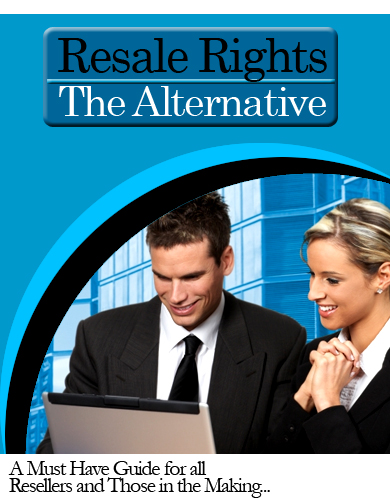 Resale Rights
The Alternative
A Must Have Guide for all
Resellers and Those in the Making...